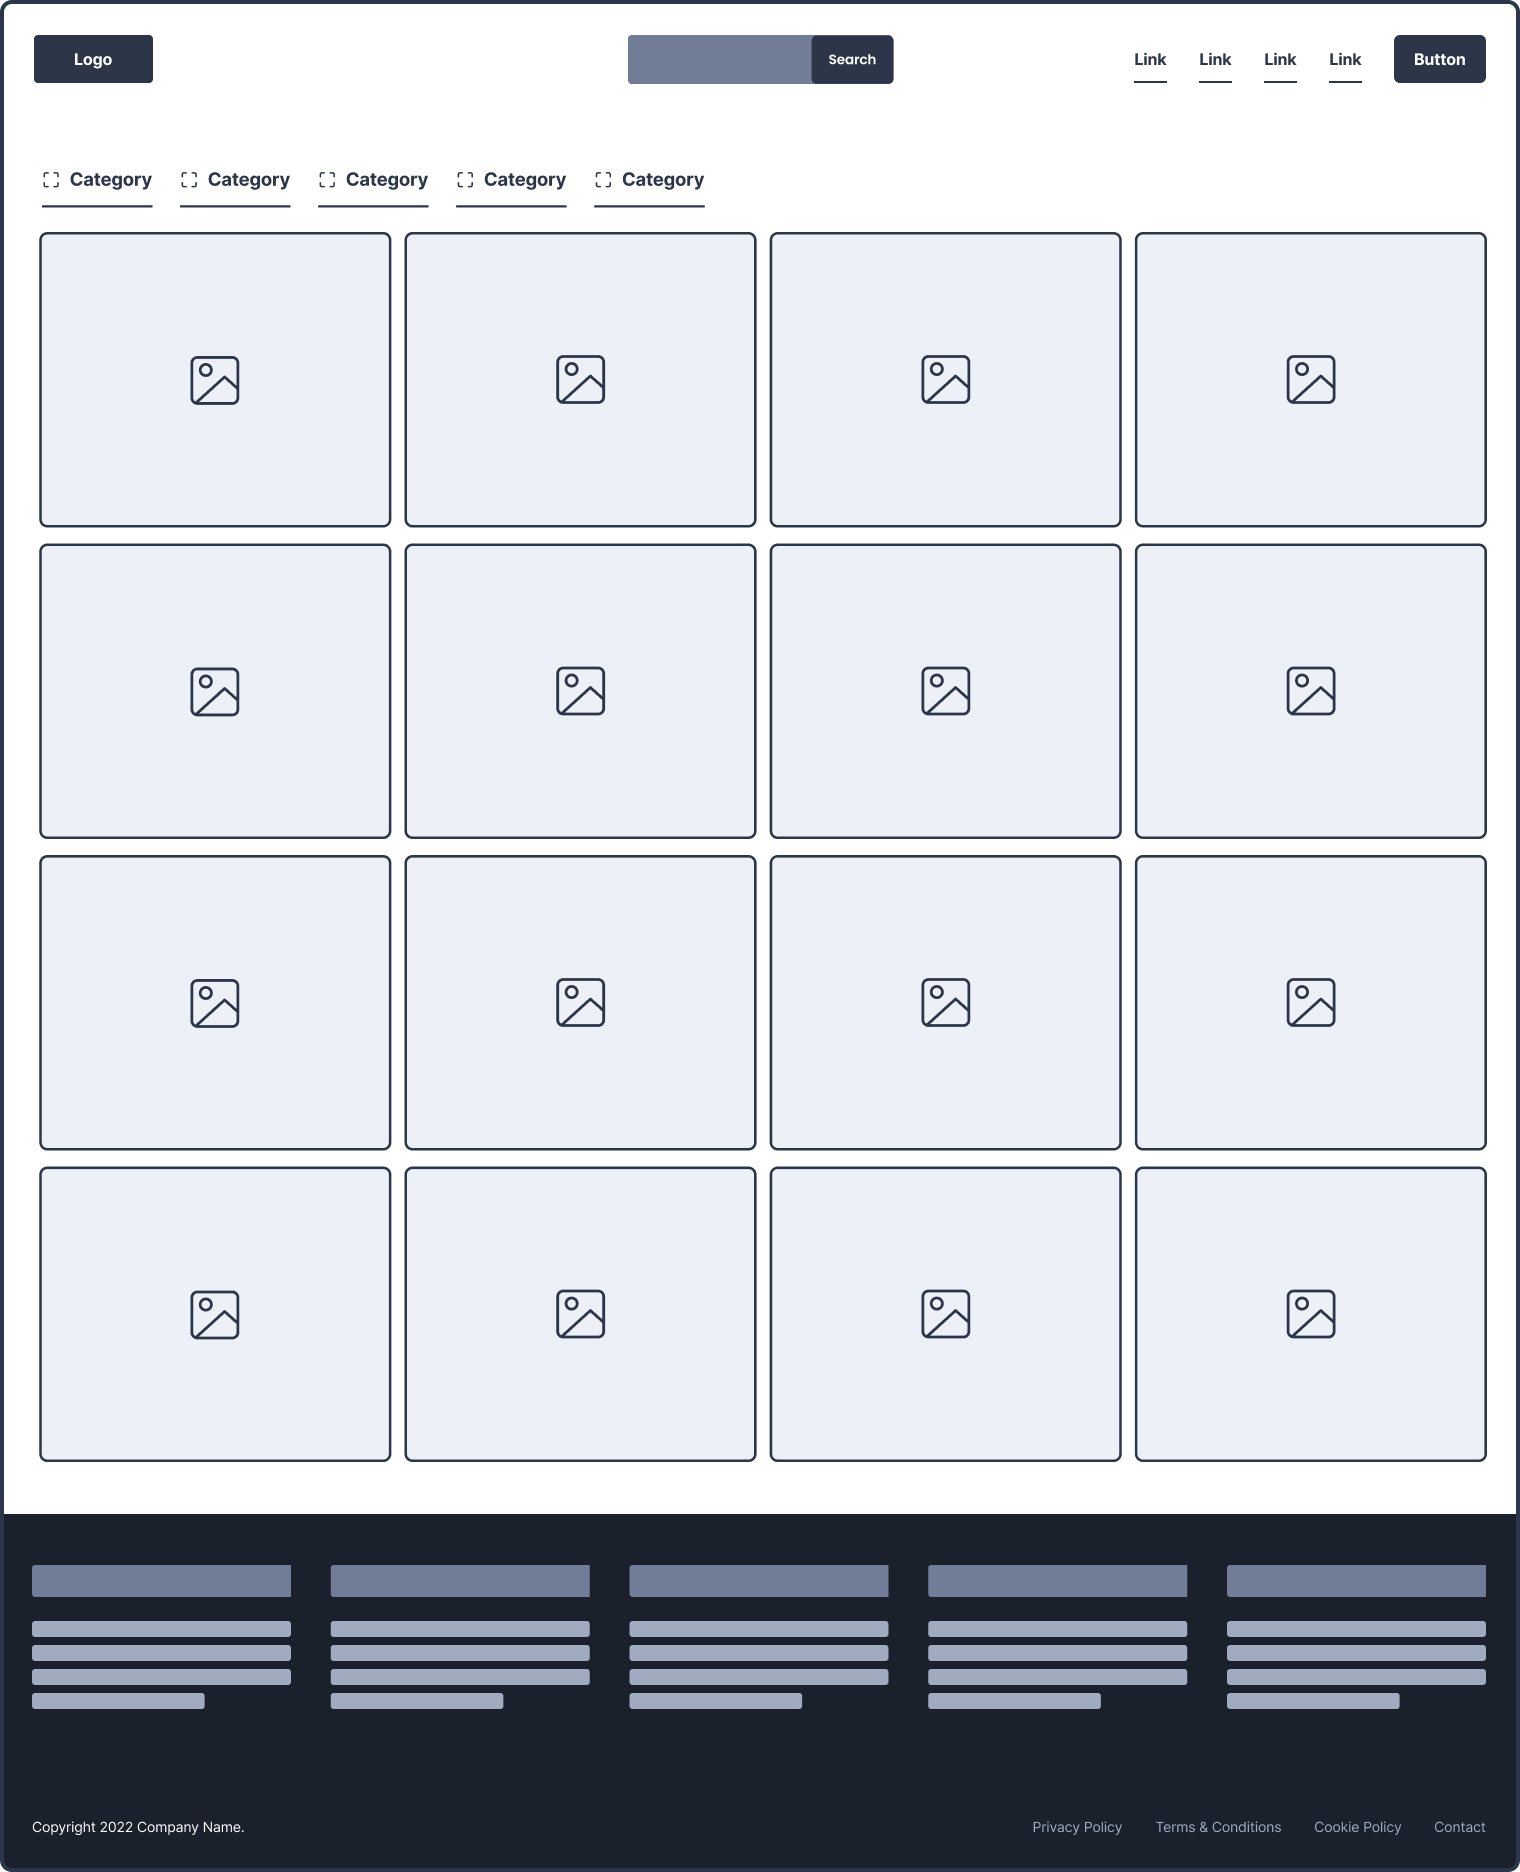 Logo
Search
Link Link Link Link Button
Category Category Category Category Category
Copyright 2022 Company Name.
Privacy Policy Terms & Conditions Cookie Policy Contact